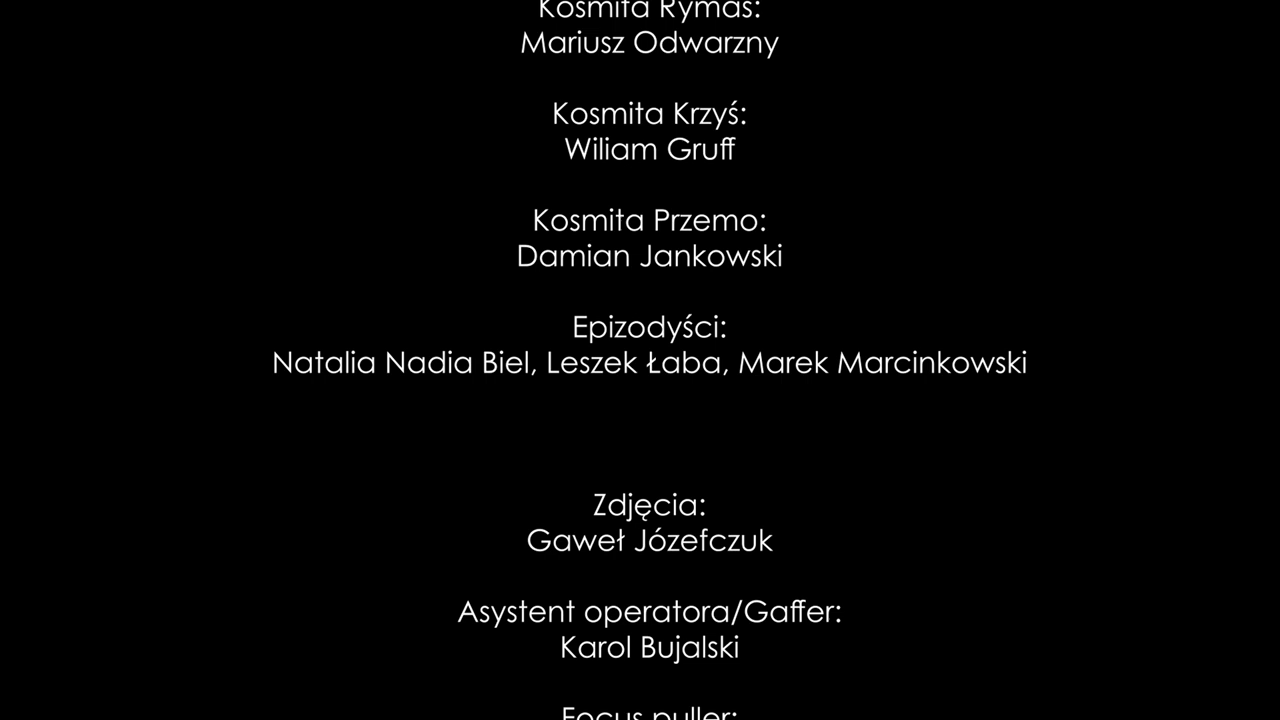 Kosmita Rymaś:
Mariusz Odwarzny
Kosmita Krzyś:
Wiliam Gruff
Kosmita Przemo:
Damian Jankowski
Epizodyści:
Natalia Nadia Biel, Leszek Łaba, Marek Marcinkowski
Zdjęcia:
Gaweł Józefczuk
Asystent operatora/Gaffer:
Karol Bujalski
Focus puller: